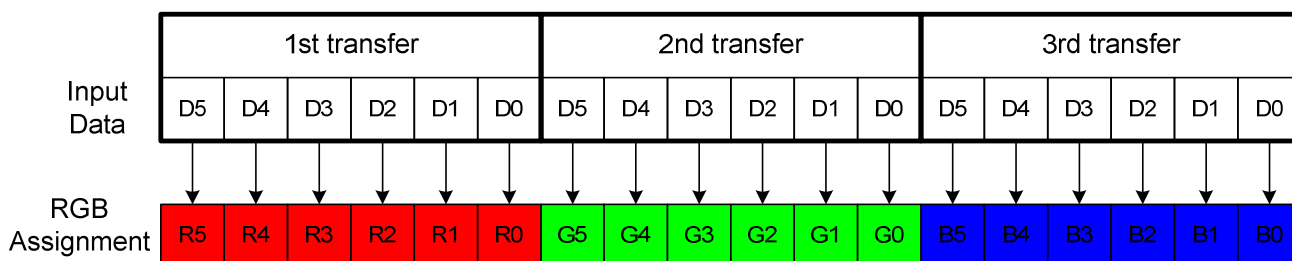 1st transfer 2nd transfer 3rd transfer
Input
Data
D5 D4 D3 D2 D1 D0 D5 D4 D3 D2 D1 D0 D5 D4 D3 D2 D1 D0
RGB
Assignment
R5 R4 R3 R2 R1 R0 G5 G4 G3 G2 G1 G0 B5 B4 B3 B2 B1 B0